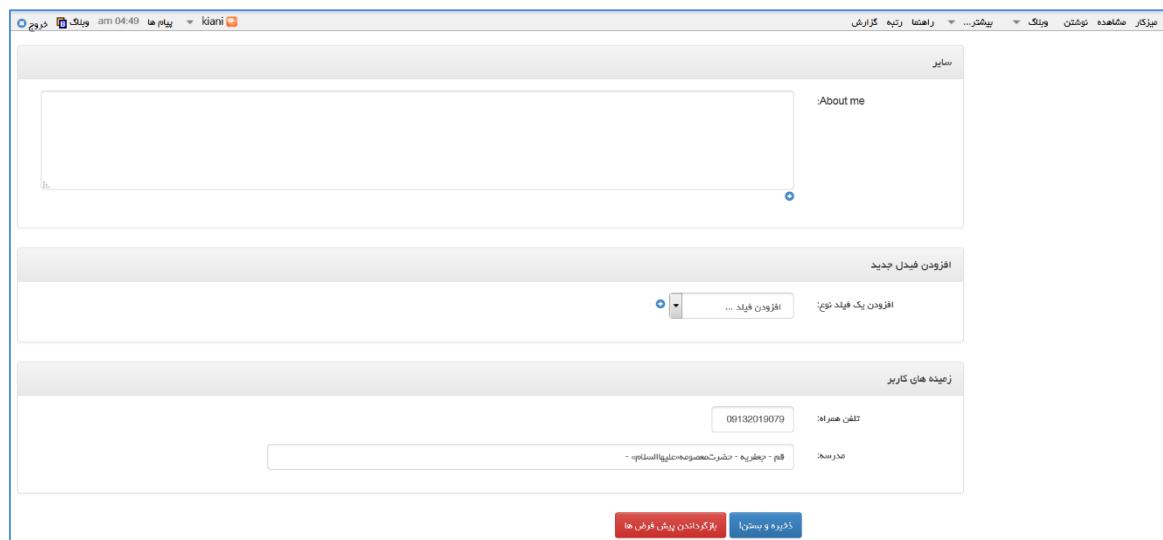 میزکار مشاهده نوشتن وبلاگ بیشتر... راهنما رتبه گزارش kiani پیام ها 04:49 am وبلاگ خروج
سایر
About me:
افزودن فیدل جدید
افزودن یک فیلد نوع: افزودن فیلد ...
زمینه های کاربر
تلفن همراه: 09132019079
مدرسه: قم - جعفریه - حضرت‌معصومه«علیهاالسلام» -
ذخیره و بستن! بازگرداندن پیش فرض ها